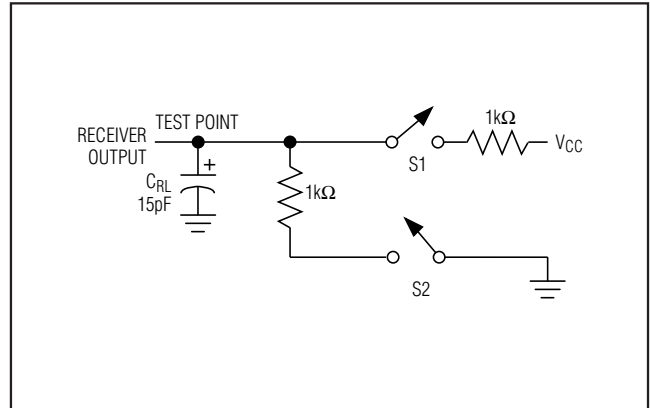 TEST POINT
RECEIVER
OUTPUT
+
CRL
15pF
1kΩ
S1
1kΩ
VCC
S2